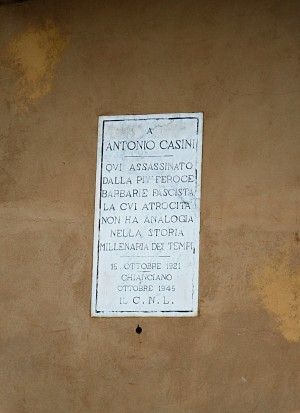 A
ANTONIO CASINI
QVI ASSASSINATO
DALLA PIV FEROCE
BARBARIE FASCISTA
LA CVI ATROCITÀ
NON HA ANALOGIA
NELLA STORIA
MILLENARIA DEI TEMPI
15 OTTOBRE 1921
CHIANCIANO
OTTOBRE 1945
IL C.N.L.